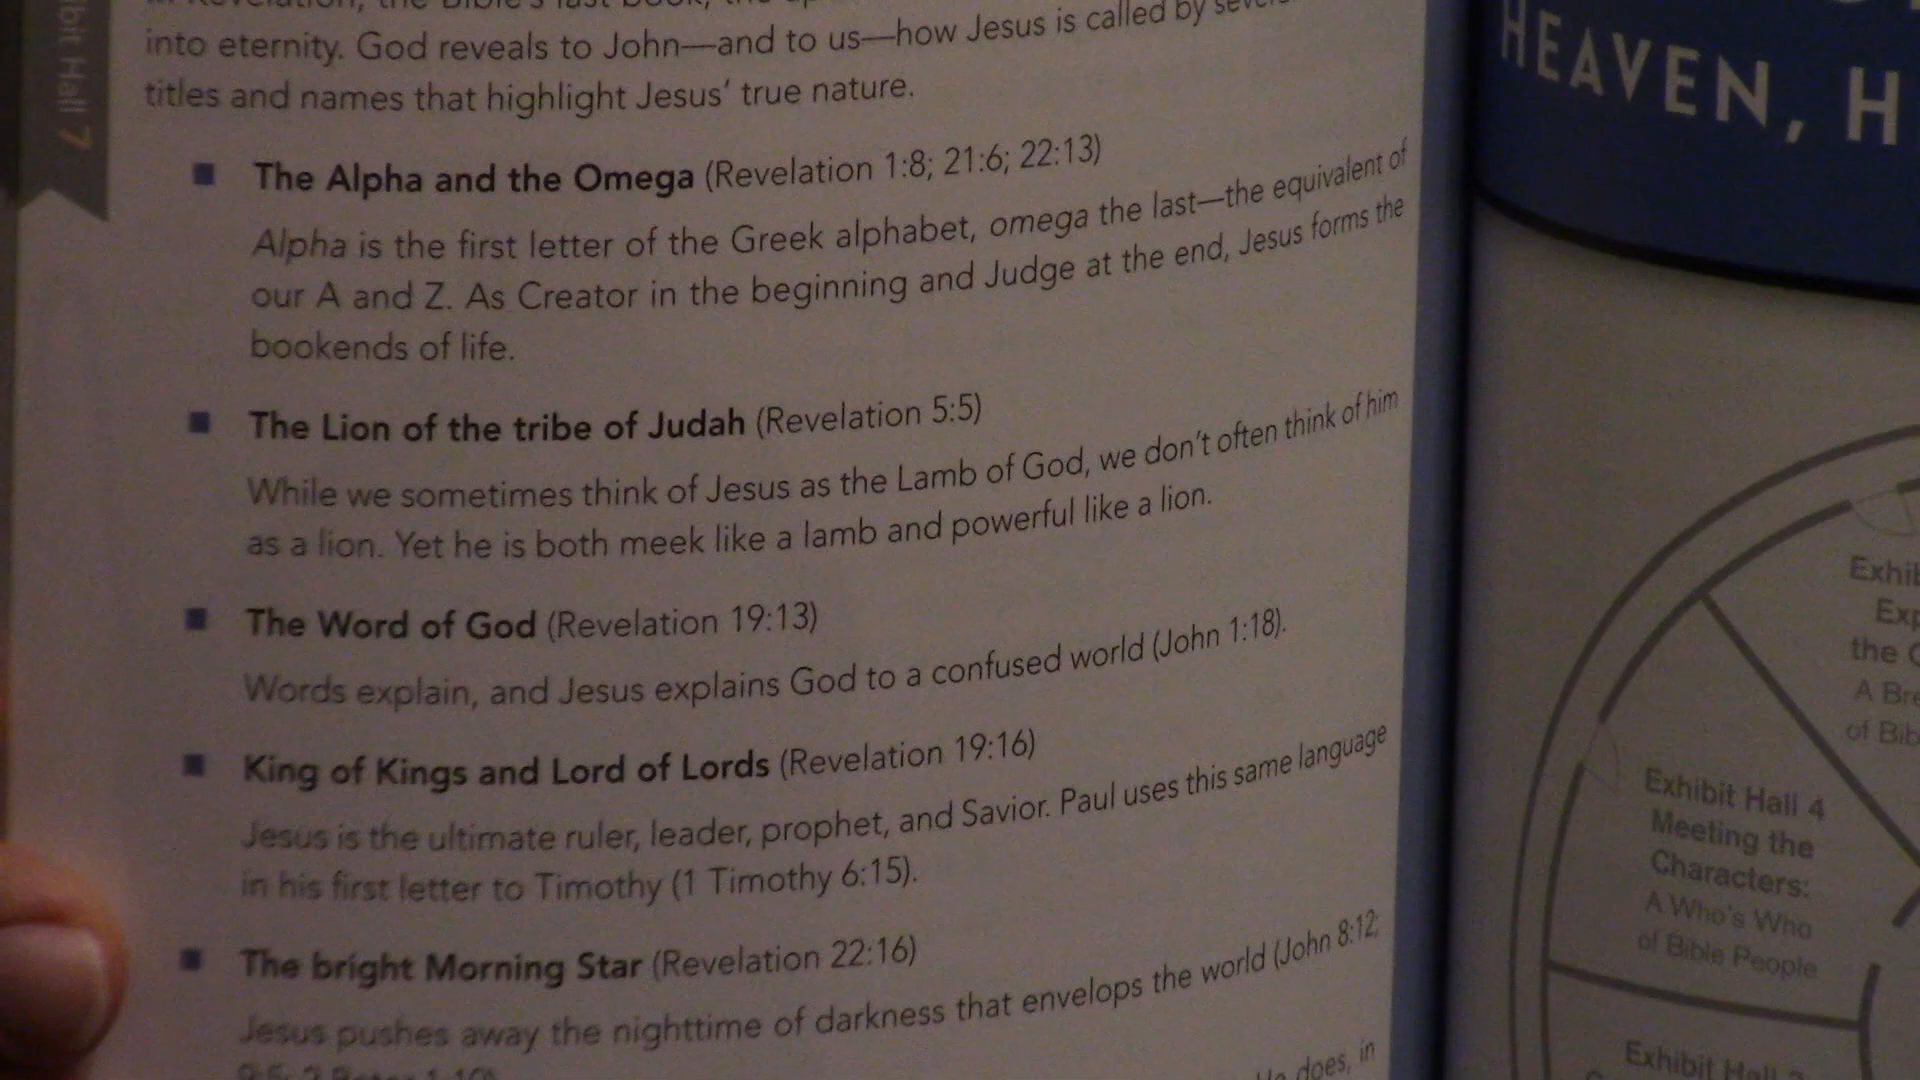 into eternity. God reveals to John—and to us—how Jesus is called by
titles and names that highlight Jesus' true nature.
■ The Alpha and the Omega (Revelation 1:8; 21:6; 22:13)
Alpha is the first letter of the Greek alphabet, omega the last—the equivalent of
our A and Z. As Creator in the beginning and Judge at the end, Jesus forms the
bookends of life.
■ The Lion of the tribe of Judah (Revelation 5:5)
While we sometimes think of Jesus as the Lamb of God, we don't often think of him
as a lion. Yet he is both meek like a lamb and powerful like a lion.
■ The Word of God (Revelation 19:13)
Words explain, and Jesus explains God to a confused world (John 1:18).
■ King of Kings and Lord of Lords (Revelation 19:16)
Jesus is the ultimate ruler, leader, prophet, and Savior. Paul uses this same language
in his first letter to Timothy (1 Timothy 6:15).
■ The bright Morning Star (Revelation 22:16)
Jesus pushes away the nighttime of darkness that envelops the world (John 8:12;
does, in
Hall 7
HEAVEN, H
the
A
of
Exhibit Hall 4
Meeting the
Characters:
A Who's Who
of Bible People
Exhibit Hall